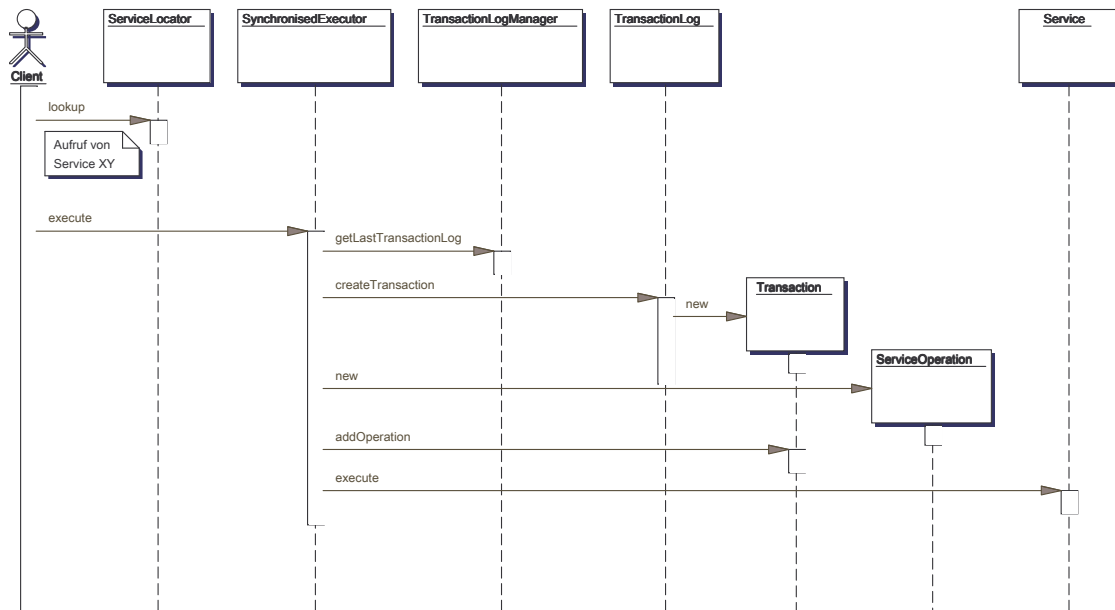 ServiceLocator
SynchronisedExecutor
TransactionLogManager
TransactionLog
Service
Client
lookup
Aufruf von
Service XY
execute
getLastTransactionLog
createTransaction
Transaction
new
ServiceOperation
new
addOperation
execute